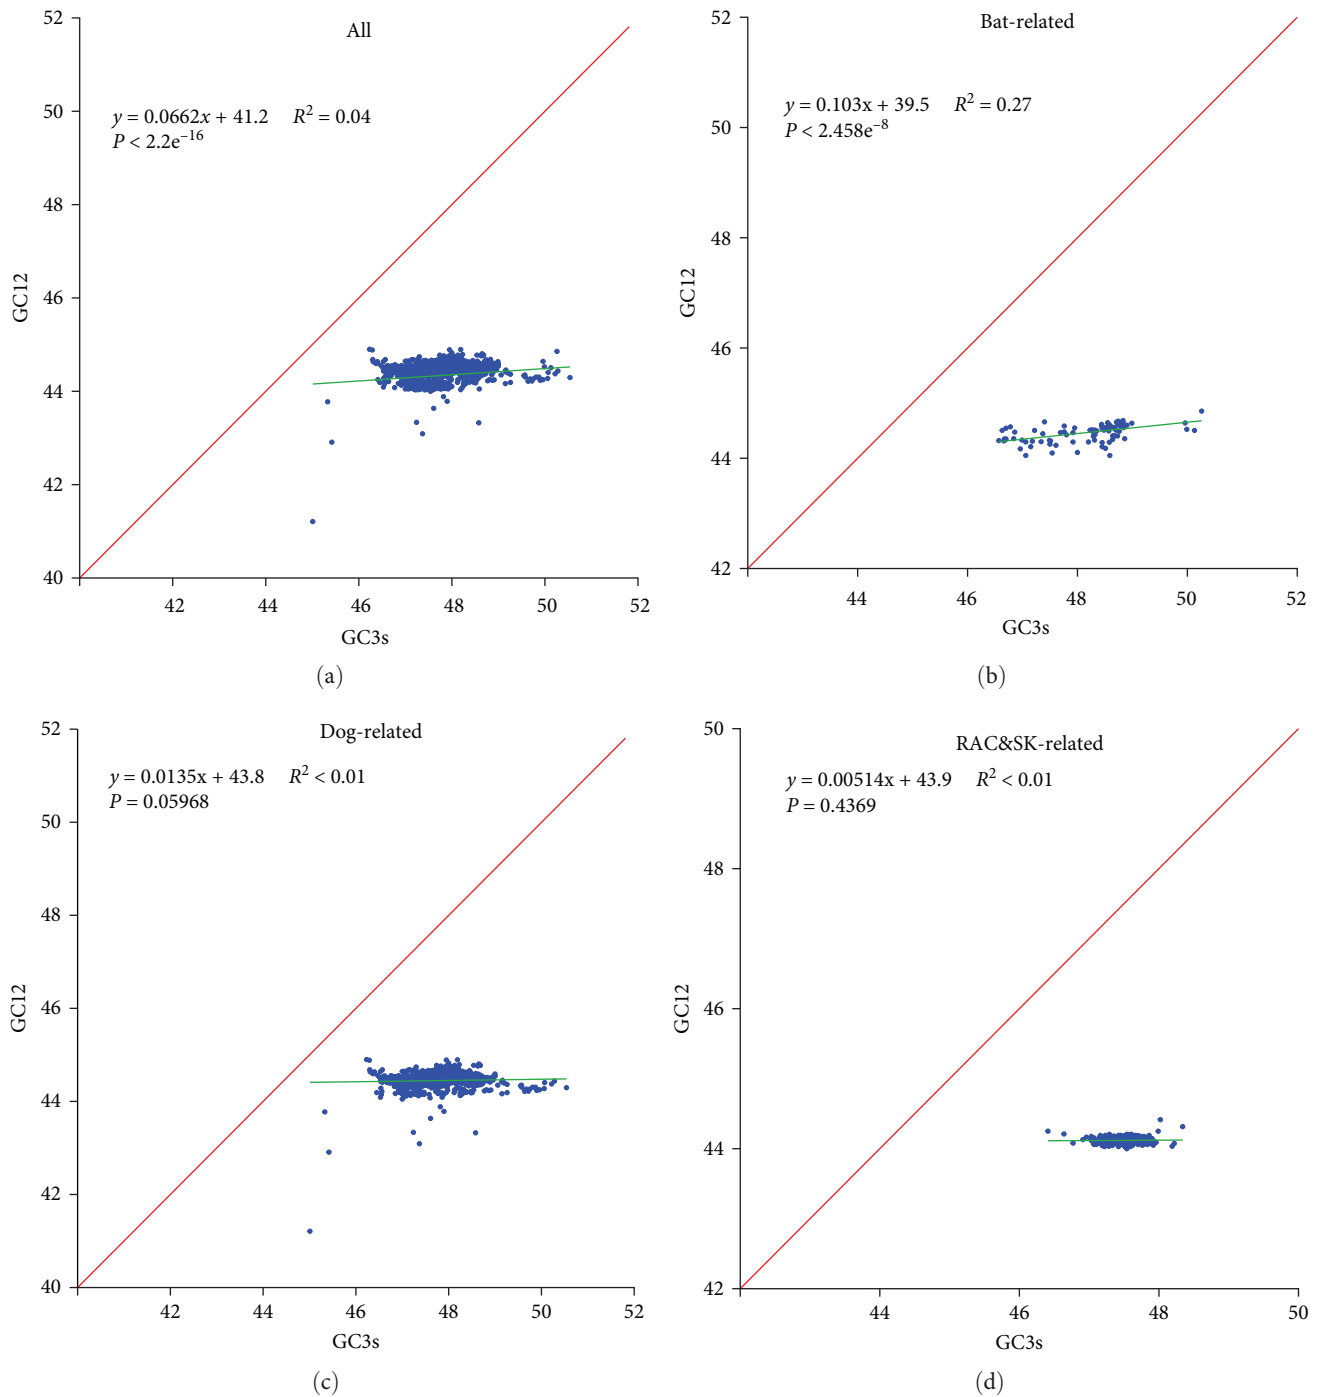 All
y = 0.0662x + 41.2 R² = 0.04
P < 2.2e⁻¹⁶
52
50
48
46
44
42
40
GC12
42 44 46 48 50 52
GC3s
(a)
Bat-related
y = 0.103x + 39.5 R² = 0.27
P < 2.458e⁻⁸
52
50
48
46
44
42
GC12
44 46 48 50 52
GC3s
(b)
Dog-related
y = 0.0135x + 43.8 R² < 0.01
P = 0.05968
52
50
48
46
44
42
40
GC12
42 44 46 48 50 52
GC3s
(c)
RAC&SK-related
y = 0.00514x + 43.9 R² < 0.01
P = 0.4369
50
48
46
44
42
GC12
44 46 48 50
GC3s
(d)